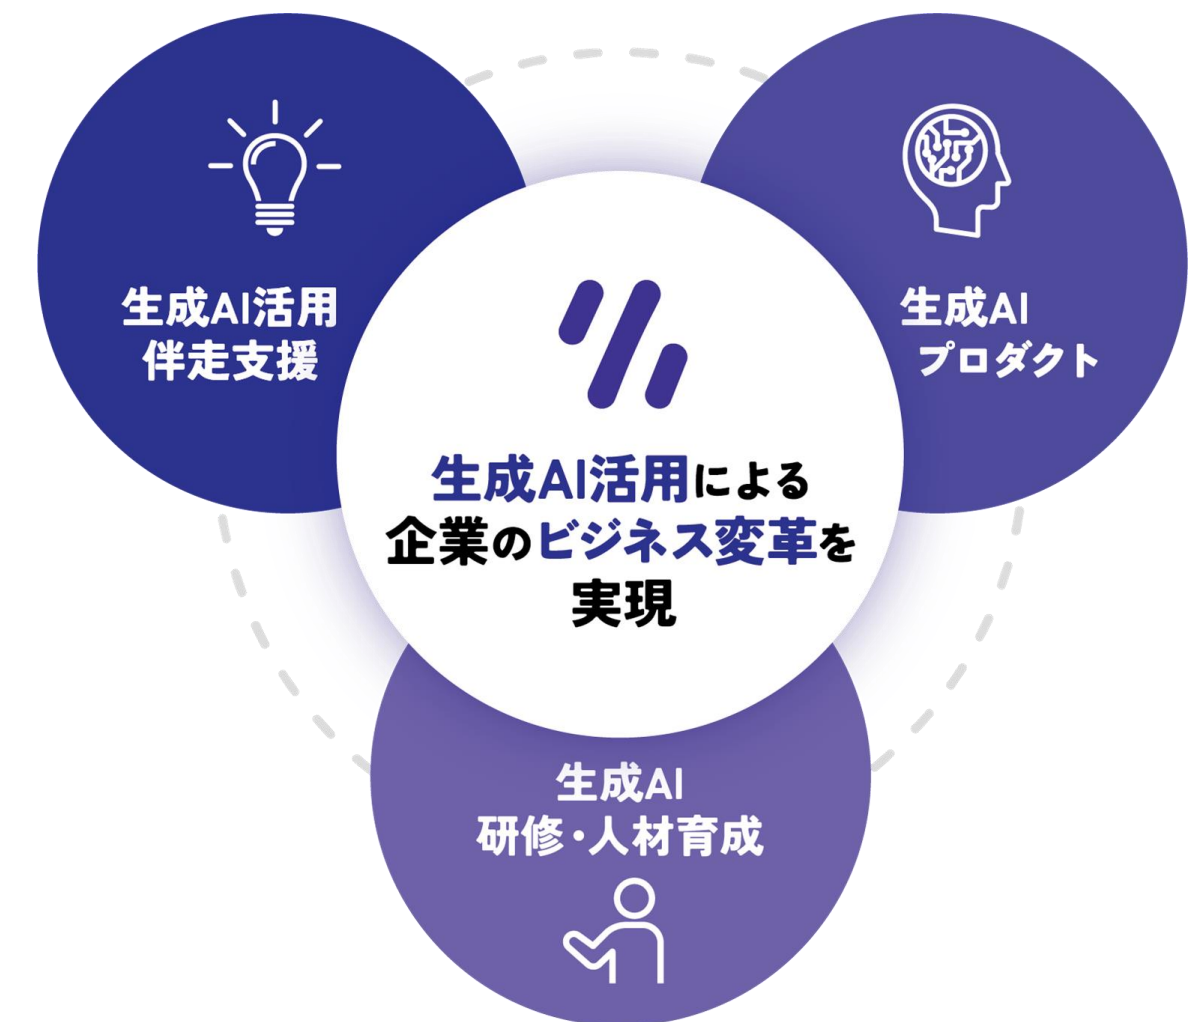 生成AI活用
伴走支援
生成AI
プロダクト
生成AI活用による
企業のビジネス変革を
実現
生成AI
研修・人材育成